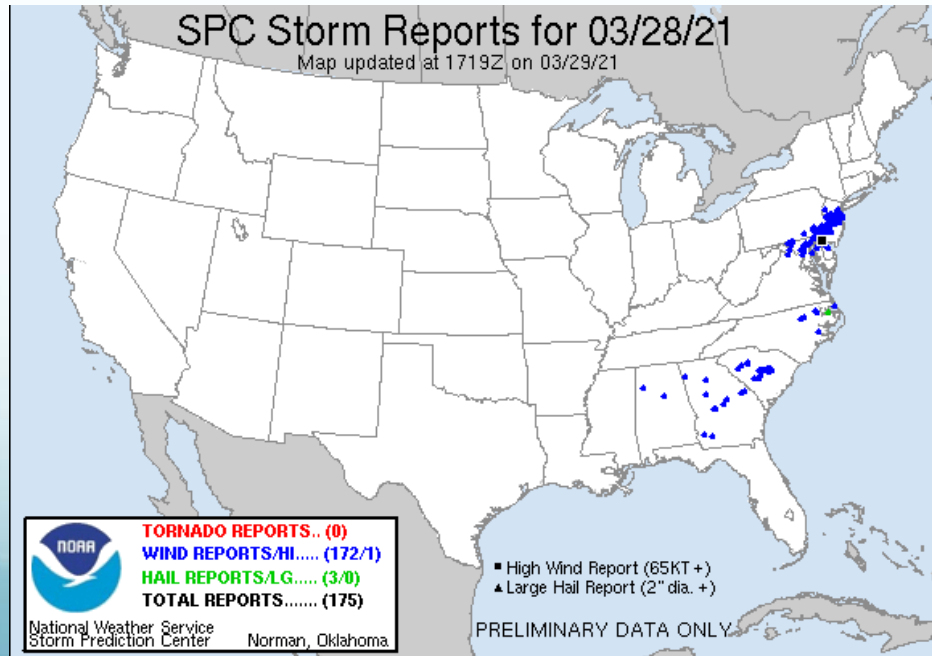 SPC Storm Reports for 03/28/21
Map updated at 1719Z on 03/29/21
NOAA
TORNADO REPORTS.. (0)
WIND REPORTS/HI..... (172/1)
HAIL REPORTS/LG..... (3/0)
TOTAL REPORTS....... (175)
National Weather Service
Storm Prediction Center Norman, Oklahoma
High Wind Report (65KT +)
Large Hail Report (2" dia. +)
PRELIMINARY DATA ONLY